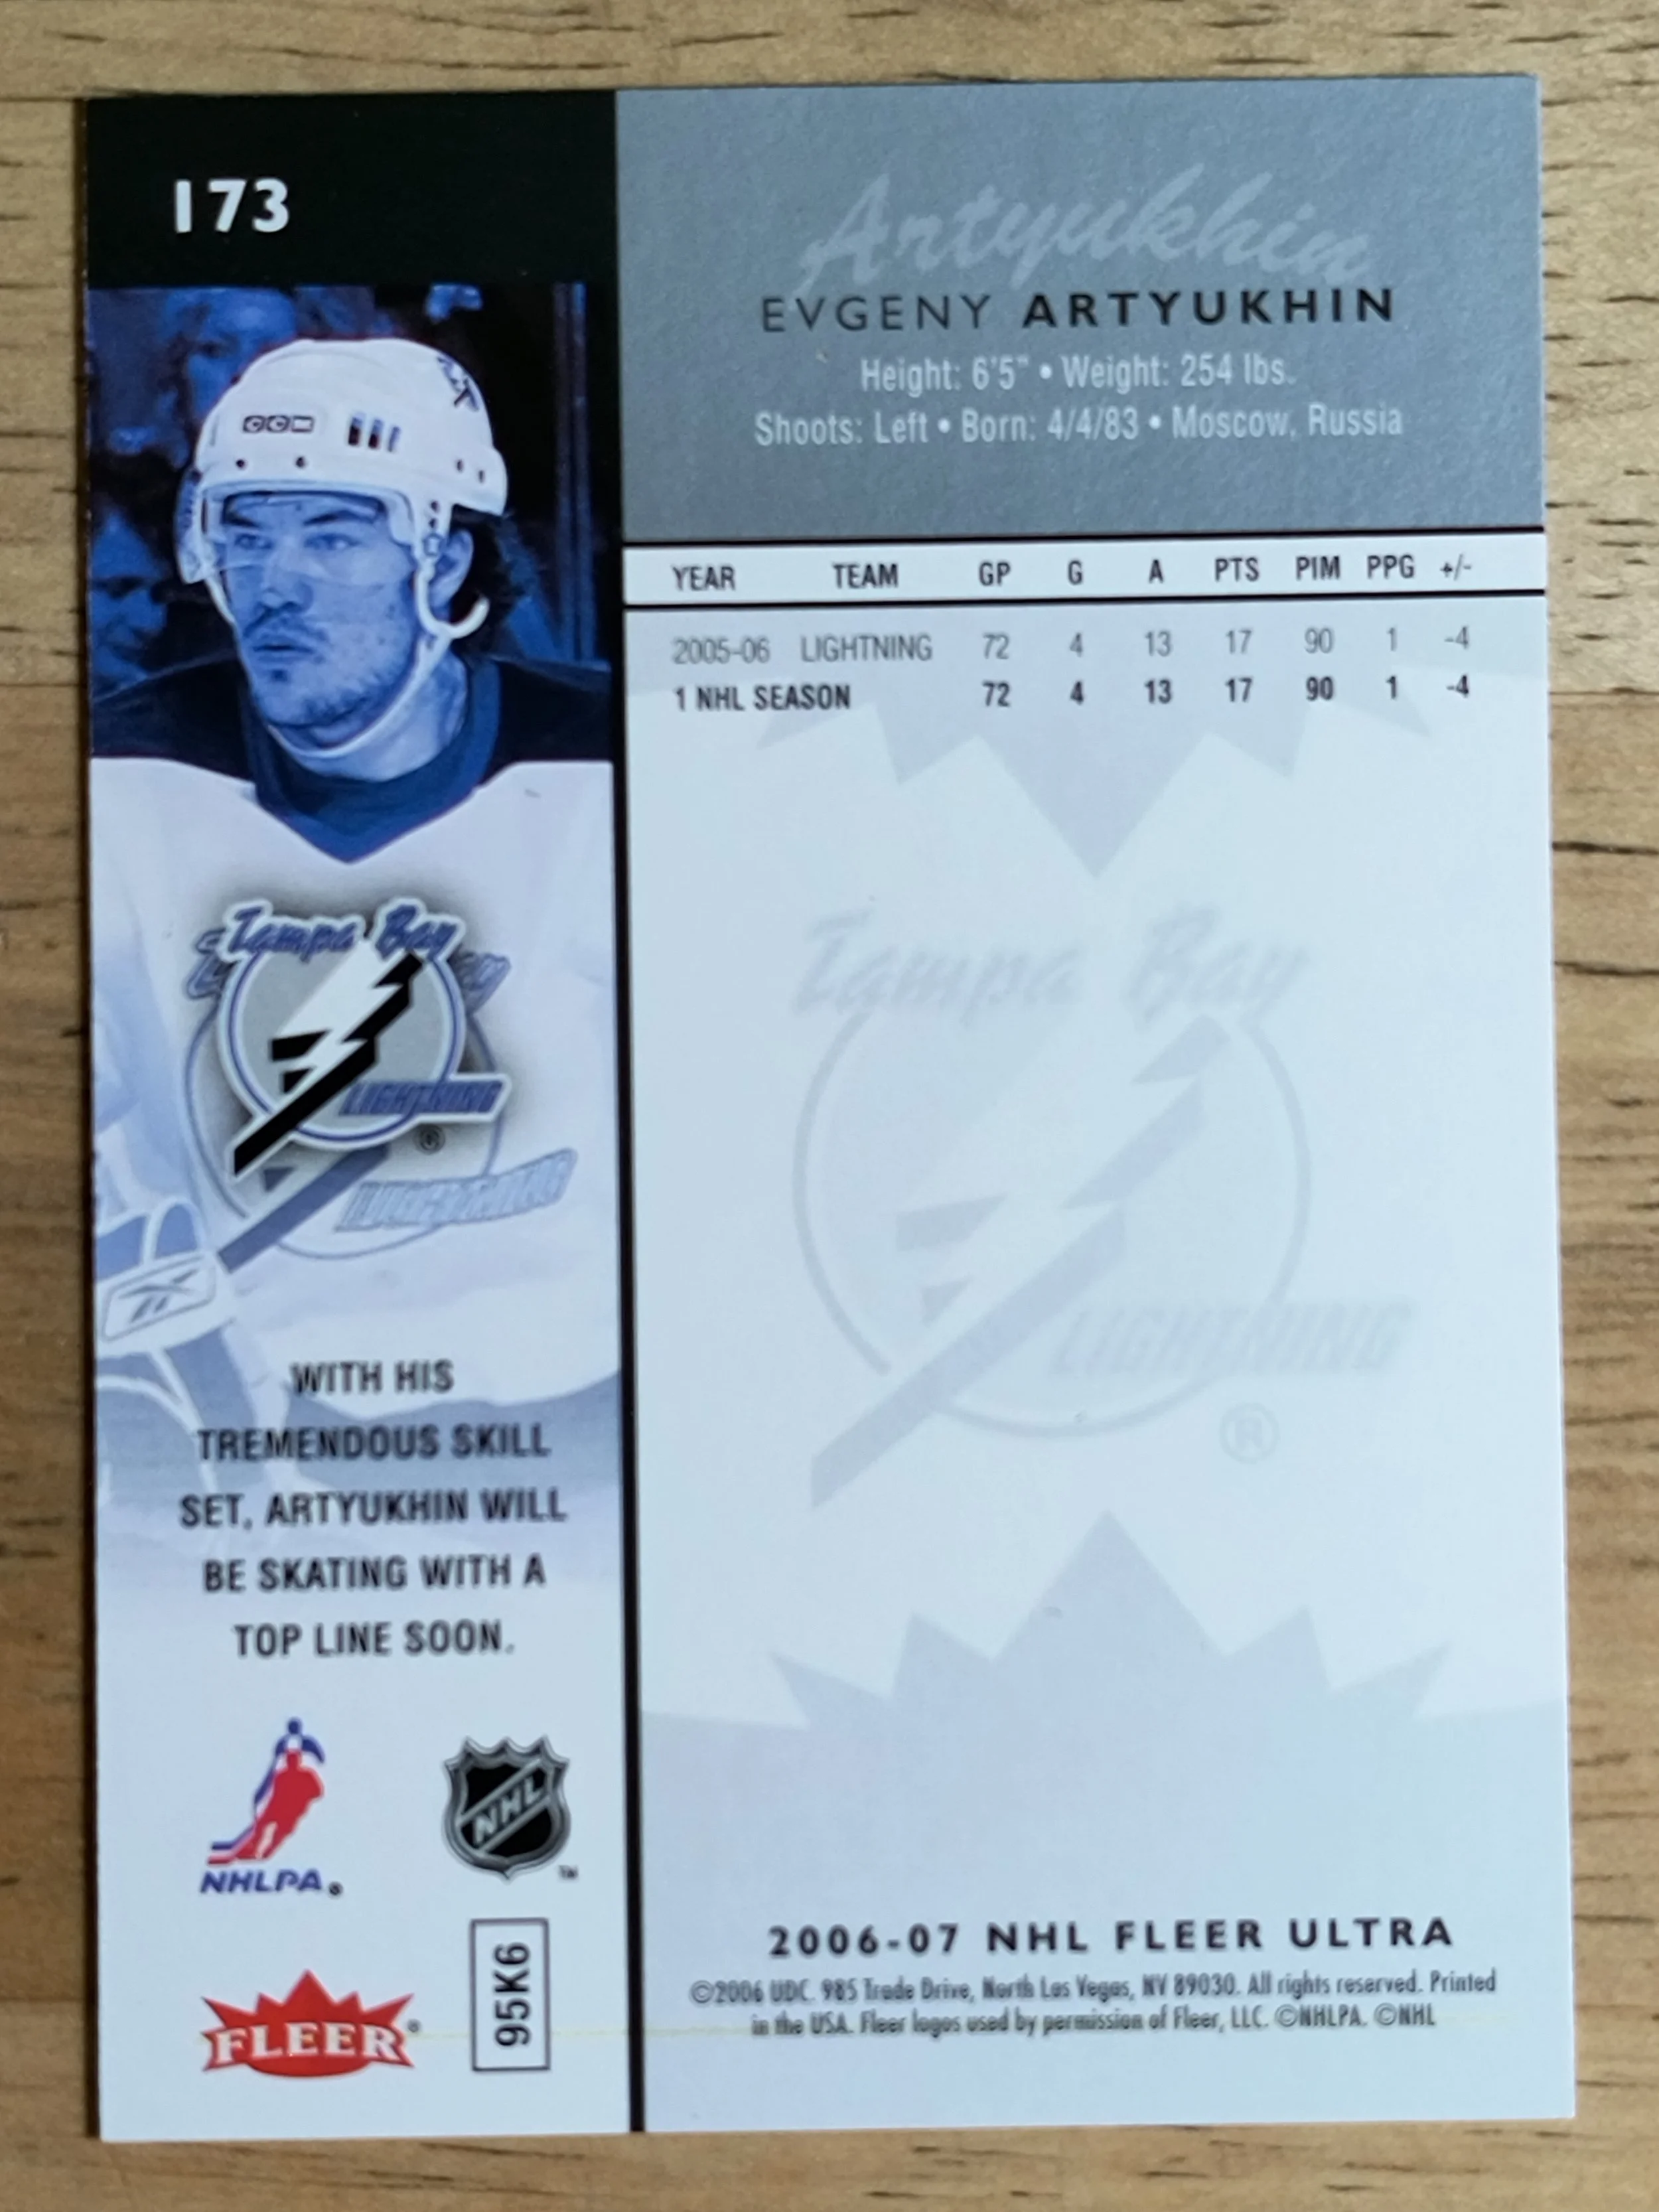 173
CCM
Tampa Bay
LIGHTNING
®
WITH HIS
TREMENDOUS SKILL
SET, ARTYUKHIN WILL
BE SKATING WITH A
TOP LINE SOON.
NHLPA®
NHL
™
FLEER®
95K6
Artyukhin
EVGENY ARTYUKHIN
Height: 6'5" • Weight: 254 lbs.
Shoots: Left • Born: 4/4/83 • Moscow, Russia
YEAR TEAM GP G A PTS PIM PPG +/-
2005-06 LIGHTNING 72 4 13 17 90 1 -4
1 NHL SEASON 72 4 13 17 90 1 -4
Tampa Bay
LIGHTNING
®
2006-07 NHL FLEER ULTRA
©2006 UDC. 985 Trade Drive, North Las Vegas, NV 89030. All rights reserved. Printed
in the USA. Fleer logos used by permission of Fleer, LLC. ©NHLPA. ©NHL